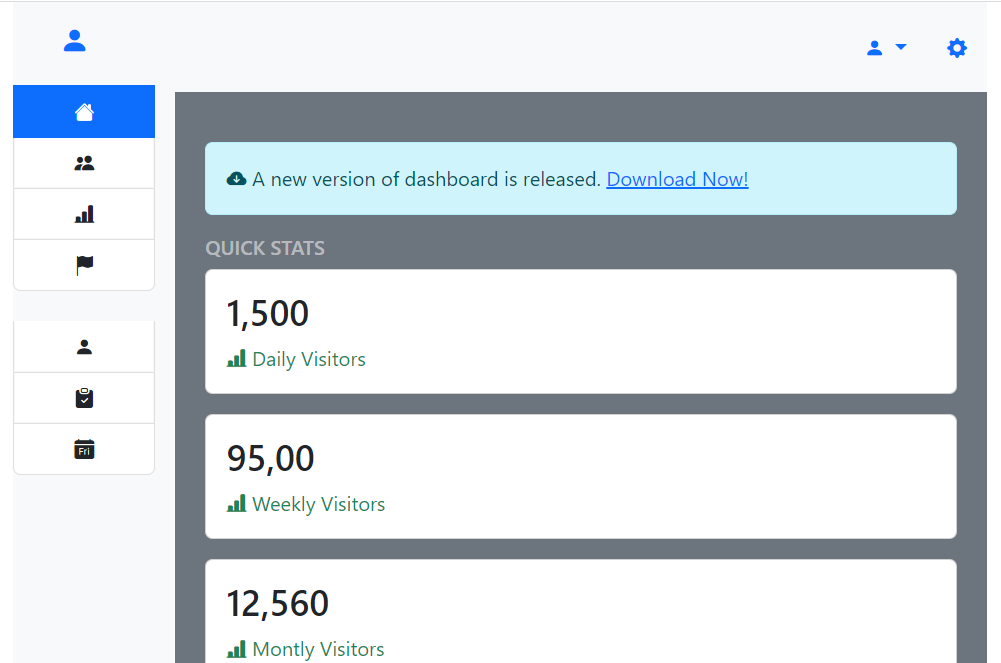 A new version of dashboard is released. Download Now!
QUICK STATS
1,500
Daily Visitors
95,00
Weekly Visitors
12,560
Montly Visitors
Fri